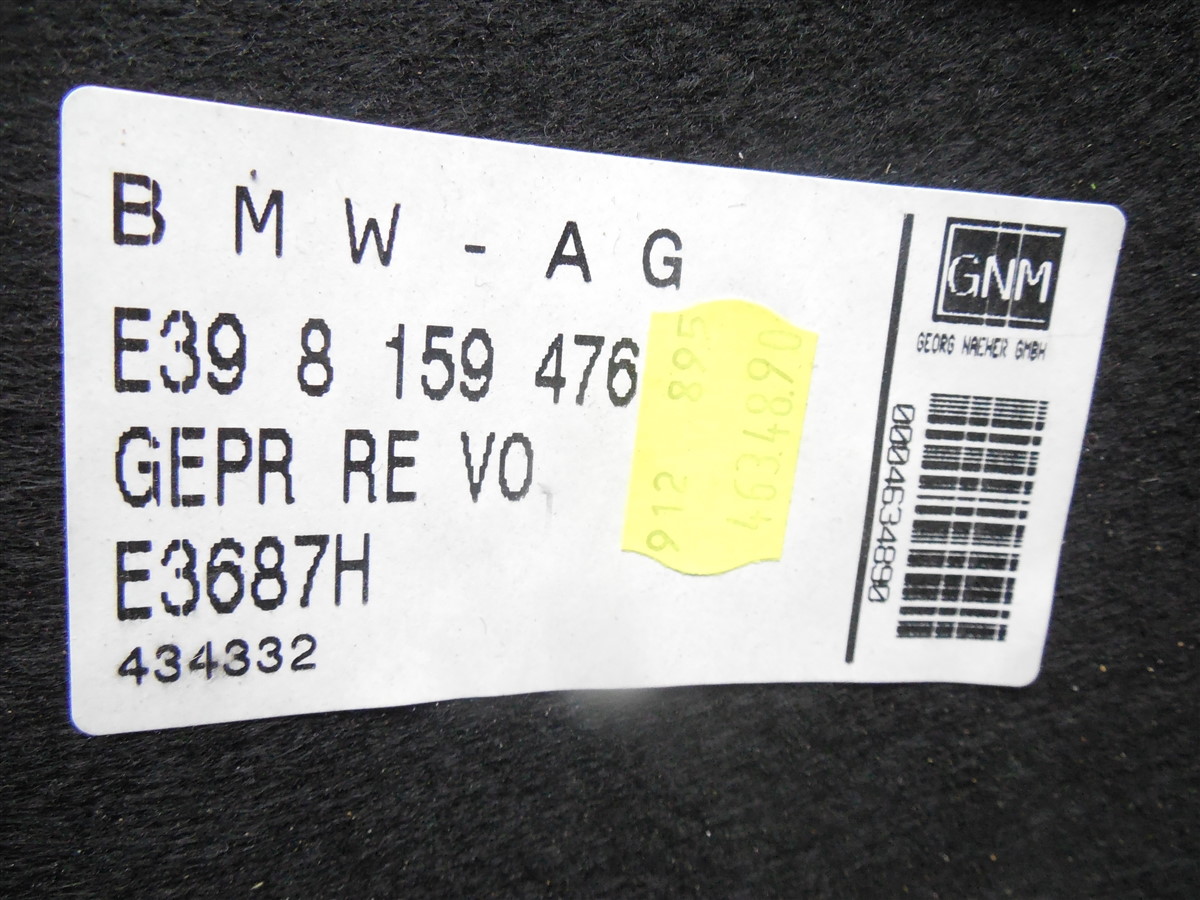 B M W - A G
E39 8 159 476
GEPR RE VO
E3687H
434332
912 895
4634890
GNM
GEORG NAEHER GMBH
0004634890